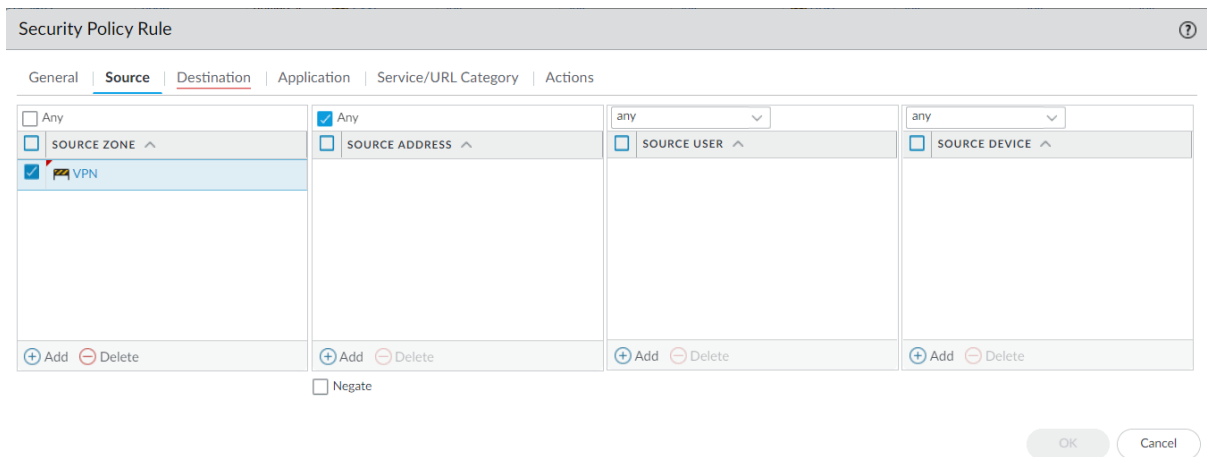 Security Policy Rule
General | Source | Destination | Application | Service/URL Category | Actions
Any
SOURCE ZONE
VPN
Add Delete
Any
SOURCE ADDRESS
Add Delete
Negate
any
SOURCE USER
Add Delete
any
SOURCE DEVICE
Add Delete
OK Cancel